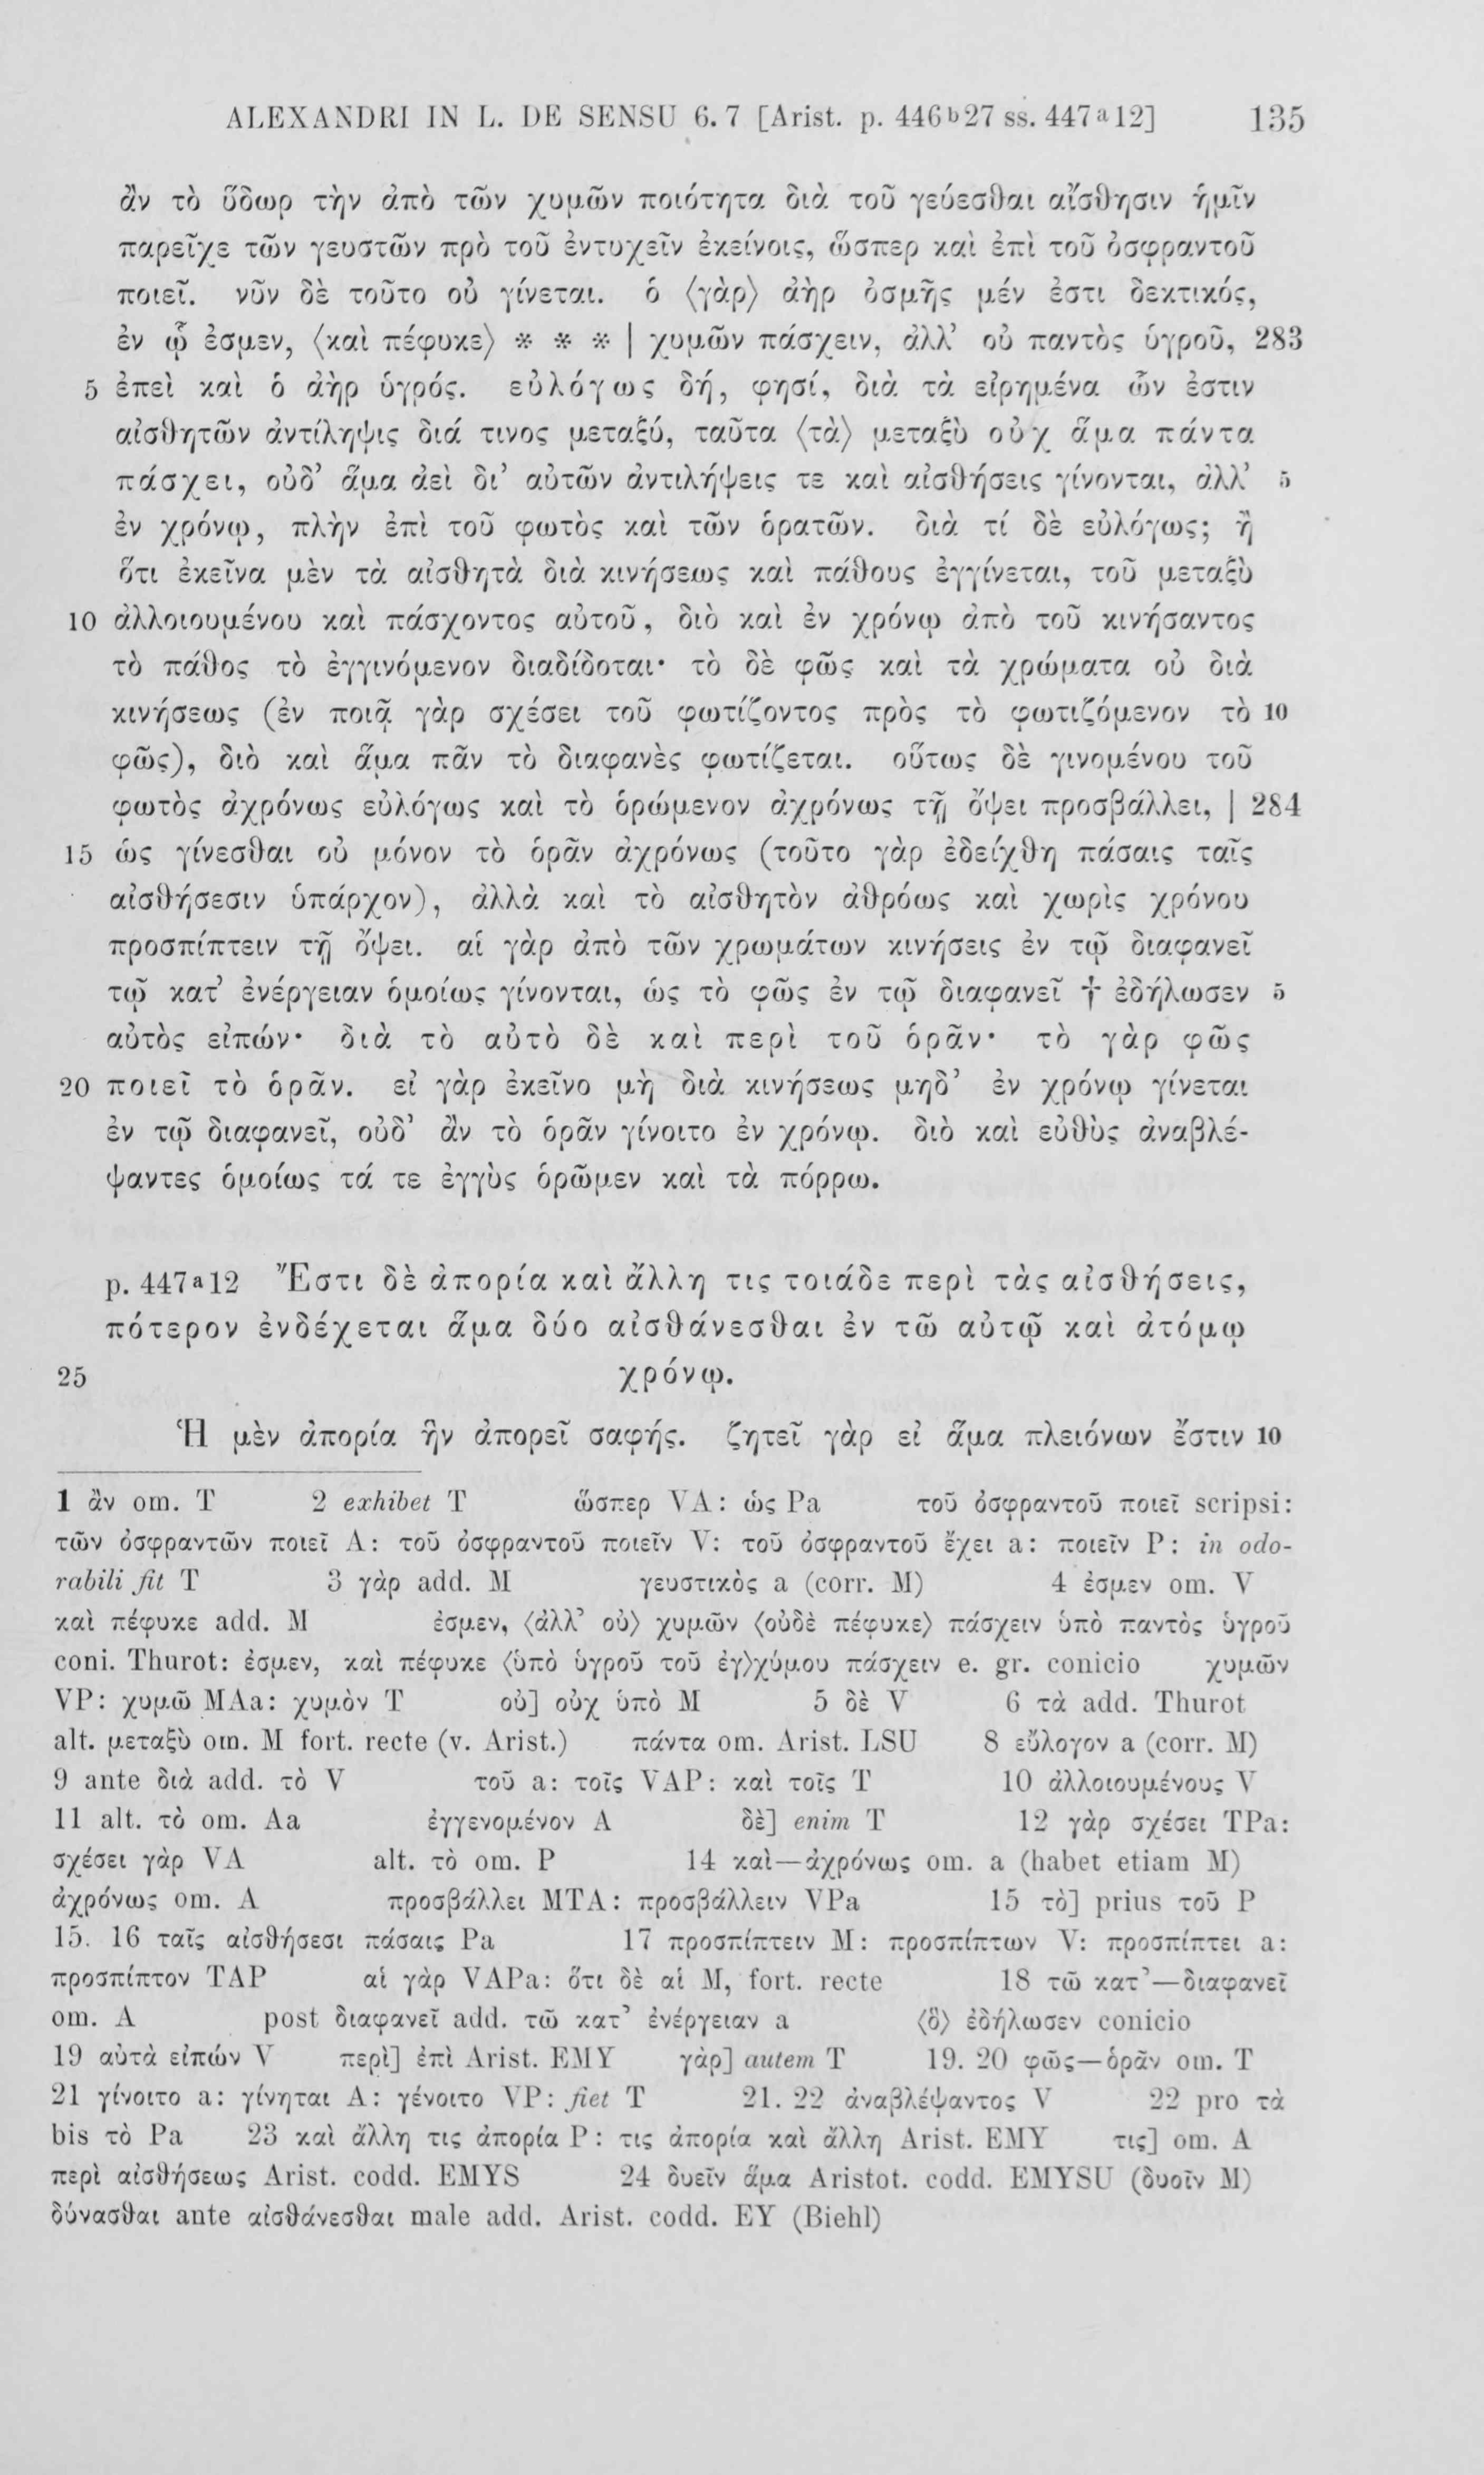 ALEXANDRI IN L. DE SENSU 6. 7 [Arist. p. 446b27 ss. 447a12] 135
ἂν τὸ ὕδωρ τὴν ἀπὸ τῶν χυμῶν ποιότητα διὰ τοῦ γεύεσθαι αἴσθησιν ἡμῖν
παρεῖχε τῶν γευστῶν πρὸ τοῦ ἐντυχεῖν ἐκείνοις, ὥσπερ καὶ ἐπὶ τοῦ ὀσφραντοῦ
ποιεῖ. νῦν δὲ τοῦτο οὐ γίνεται. ὁ ⟨γὰρ⟩ ἀὴρ ὀσμῆς μέν ἐστι δεκτικός,
ἐν ᾧ ἐσμεν, ⟨καὶ πέφυκε⟩ * * * | χυμῶν πάσχειν, ἀλλ’ οὐ παντὸς ὑγροῦ, 283
5 ἐπεὶ καὶ ὁ ἀὴρ ὑγρός. εὐλόγως δή, φησί, διὰ τὰ εἰρημένα ὧν ἐστιν
αἰσθητῶν ἀντίληψις διά τινος μεταξύ, ταῦτα ⟨τὰ⟩ μεταξὺ οὐχ ἅμα πάντα
πάσχει, οὐδ’ ἅμα ἀεὶ δι’ αὐτῶν ἀντιλήψεις τε καὶ αἰσθήσεις γίνονται, ἀλλ’ 5
ἐν χρόνῳ, πλὴν ἐπὶ τοῦ φωτὸς καὶ τῶν ὁρατῶν. διὰ τί δὲ εὐλόγως; ἢ
ὅτι ἐκεῖνα μὲν τὰ αἰσθητὰ διὰ κινήσεως καὶ πάθους ἐγγίνεται, τοῦ μεταξὺ
10 ἀλλοιουμένου καὶ πάσχοντος αὐτοῦ, διὸ καὶ ἐν χρόνῳ ἀπὸ τοῦ κινήσαντος
τὸ πάθος τὸ ἐγγινόμενον διαδίδοται· τὸ δὲ φῶς καὶ τὰ χρώματα οὐ διὰ
κινήσεως (ἐν ποιᾷ γὰρ σχέσει τοῦ φωτίζοντος πρὸς τὸ φωτιζόμενον τὸ 10
φῶς), διὸ καὶ ἅμα πᾶν τὸ διαφανὲς φωτίζεται. οὕτως δὲ γινομένου τοῦ
φωτὸς ἀχρόνως εὐλόγως καὶ τὸ ὁρώμενον ἀχρόνως τῇ ὄψει προσβάλλει, | 284
15 ὡς γίνεσθαι οὐ μόνον τὸ ὁρᾶν ἀχρόνως (τοῦτο γὰρ ἐδείχθη πάσαις ταῖς
αἰσθήσεσιν ὑπάρχον), ἀλλὰ καὶ τὸ αἰσθητὸν ἀθρόως καὶ χωρὶς χρόνου
προσπίπτειν τῇ ὄψει. αἱ γὰρ ἀπὸ τῶν χρωμάτων κινήσεις ἐν τῷ διαφανεῖ
τῷ κατ’ ἐνέργειαν ὁμοίως γίνονται, ὡς τὸ φῶς ἐν τῷ διαφανεῖ † ἐδήλωσεν 5
αὐτὸς εἰπών· διὰ τὸ αὐτὸ δὲ καὶ περὶ τοῦ ὁρᾶν· τὸ γὰρ φῶς
20 ποιεῖ τὸ ὁρᾶν. εἰ γὰρ ἐκεῖνο μὴ διὰ κινήσεως μηδ’ ἐν χρόνῳ γίνεται
ἐν τῷ διαφανεῖ, οὐδ’ ἂν τὸ ὁρᾶν γίνοιτο ἐν χρόνῳ. διὸ καὶ εὐθὺς ἀναβλέ-
ψαντες ὁμοίως τά τε ἐγγὺς ὁρῶμεν καὶ τὰ πόρρω.
p. 447a12 Ἔστι δὲ ἀπορία καὶ ἄλλη τις τοιάδε περὶ τὰς αἰσθήσεις,
πότερον ἐνδέχεται ἅμα δύο αἰσθάνεσθαι ἐν τῶ αὐτῷ καὶ ἀτόμῳ
25 χρόνῳ.
Ἡ μὲν ἀπορία ἣν ἀπορεῖ σαφής. ζητεῖ γὰρ εἰ ἅμα πλειόνων ἔστιν 10
1 ἂν om. T 2 exhibet T ὥσπερ VA: ὡς Pa τοῦ ὀσφραντοῦ ποιεῖ scripsi:
τῶν ὀσφραντῶν ποιεῖ A: τοῦ ὀσφραντοῦ ποιεῖν V: τοῦ ὀσφραντοῦ ἔχει a: ποιεῖν P: in odo-
rabili fit T 3 γὰρ add. M γευστικὸς a (corr. M) 4 ἐσμεν om. V
καὶ πέφυκε add. M ἐσμεν, ⟨ἀλλ’ οὐ⟩ χυμῶν ⟨οὐδὲ πέφυκε⟩ πάσχειν ὑπὸ παντὸς ὑγροῦ
coni. Thurot: ἐσμεν, καὶ πέφυκε ⟨ὑπὸ ὑγροῦ τοῦ ἐγ⟩χύμου πάσχειν e. gr. conicio χυμῶν
VP: χυμῶ MAa: χυμὸν T οὐ] οὐχ ὑπὸ M 5 δὲ V 6 τὰ add. Thurot
alt. μεταξὺ om. M fort. recte (v. Arist.) πάντα om. Arist. LSU 8 εὔλογον a (corr. M)
9 ante διὰ add. τὸ V τοῦ a: τοῖς VAP: καὶ τοῖς T 10 ἀλλοιουμένους V
11 alt. τὸ om. Aa ἐγγενομένον A δὲ] enim T 12 γὰρ σχέσει TPa:
σχέσει γὰρ VA alt. τὸ om. P 14 καὶ—ἀχρόνως om. a (habet etiam M)
ἀχρόνως om. A προσβάλλει MTA: προσβάλλειν VPa 15 τὸ] prius τοῦ P
15. 16 ταῖς αἰσθήσεσι πάσαις Pa 17 προσπίπτειν M: προσπίπτων V: προσπίπτει a:
προσπίπτον TAP αἱ γὰρ VAPa: ὅτι δὲ αἱ M, fort. recte 18 τῶ κατ’—διαφανεῖ
om. A post διαφανεῖ add. τῶ κατ’ ἐνέργειαν a ⟨ὃ⟩ ἐδήλωσεν conicio
19 αὐτὰ εἰπών V περὶ] ἐπὶ Arist. EMY γὰρ] autem T 19. 20 φῶς—ὁρᾶν om. T
21 γίνοιτο a: γίνηται A: γένοιτο VP: fiet T 21. 22 ἀναβλέψαντος V 22 pro τὰ
bis τὸ Pa 23 καὶ ἄλλη τις ἀπορία P: τις ἀπορία καὶ ἄλλη Arist. EMY τις] om. A
περὶ αἰσθήσεως Arist. codd. EMYS 24 δυεῖν ἅμα Aristot. codd. EMYSU (δυοῖν M)
δύνασθαι ante αἰσθάνεσθαι male add. Arist. codd. EY (Biehl)